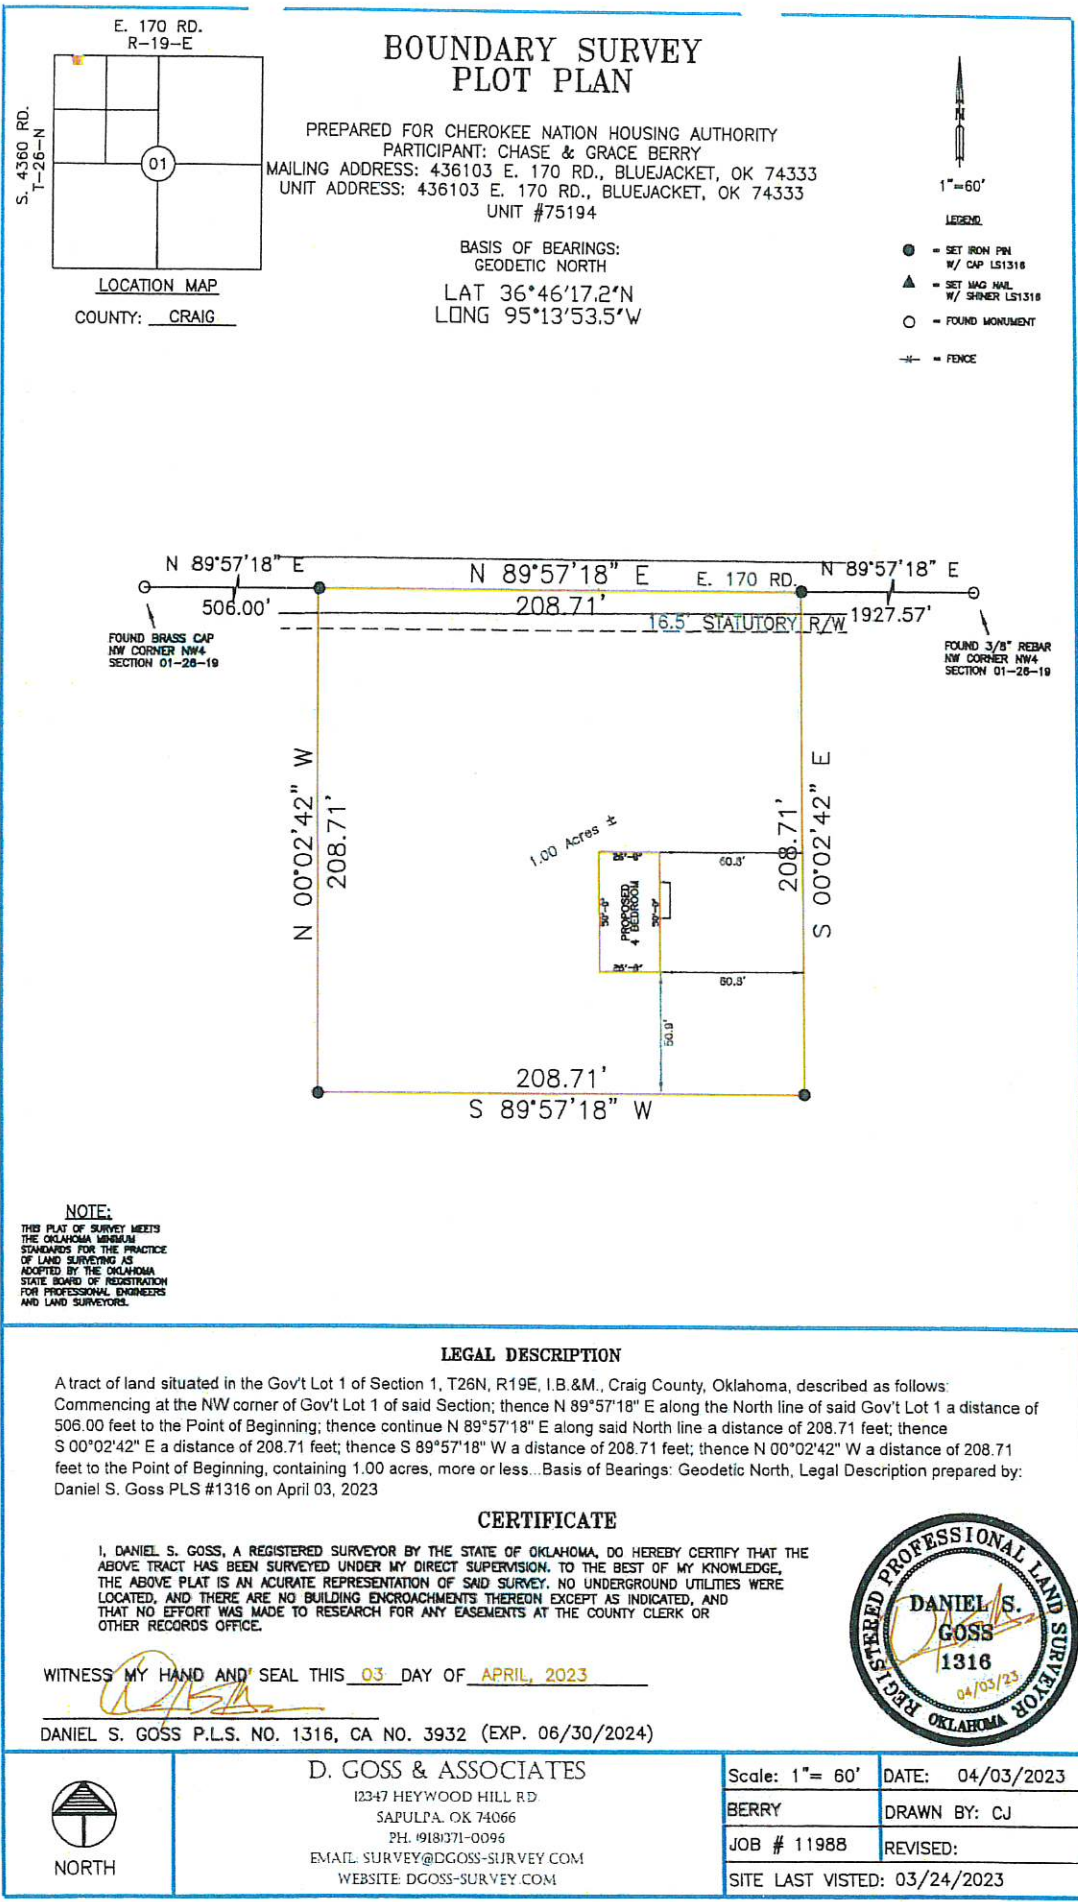 E. 170 RD.
R-19-E
S. 4360 RD.
T-26-N
01
LOCATION MAP
COUNTY: CRAIG
BOUNDARY SURVEY
PLOT PLAN
PREPARED FOR CHEROKEE NATION HOUSING AUTHORITY
PARTICIPANT: CHASE & GRACE BERRY
MAILING ADDRESS: 436103 E. 170 RD., BLUEJACKET, OK 74333
UNIT ADDRESS: 436103 E. 170 RD., BLUEJACKET, OK 74333
UNIT #75194
BASIS OF BEARINGS:
GEODETIC NORTH
LAT 36°46'17.2"N
LONG 95°13'53.5"W
N
1"=60'
LEGEND
= SET IRON PIN
W/ CAP LS1316
= SET MAG NAIL
W/ SHINER LS1316
= FOUND MONUMENT
= FENCE
N 89°57'18" E
506.00'
N 89°57'18" E
E. 170 RD.
208.71'
16.5' STATUTORY R/W
N 89°57'18" E
1927.57'
FOUND BRASS CAP
NW CORNER NW4
SECTION 01-26-19
FOUND 3/8" REBAR
NW CORNER NW4
SECTION 01-26-19
N 00°02'42" W
208.71'
1.00 Acres ±
26'-8"
50'-0"
PROPOSED
4 BEDROOM
50'-0"
26'-8"
60.8'
60.8'
50.9'
208.71'
S 00°02'42" E
208.71'
S 89°57'18" W
NOTE:
THIS PLAT OF SURVEY MEETS
THE OKLAHOMA MINIMUM
STANDARDS FOR THE PRACTICE
OF LAND SURVEYING AS
ADOPTED BY THE OKLAHOMA
STATE BOARD OF REGISTRATION
FOR PROFESSIONAL ENGINEERS
AND LAND SURVEYORS.
LEGAL DESCRIPTION
A tract of land situated in the Gov't Lot 1 of Section 1, T26N, R19E, I.B.&M., Craig County, Oklahoma, described as follows:
Commencing at the NW corner of Gov't Lot 1 of said Section; thence N 89°57'18" E along the North line of said Gov't Lot 1 a distance of
506.00 feet to the Point of Beginning; thence continue N 89°57'18" E along said North line a distance of 208.71 feet; thence
S 00°02'42" E a distance of 208.71 feet; thence S 89°57'18" W a distance of 208.71 feet; thence N 00°02'42" W a distance of 208.71
feet to the Point of Beginning, containing 1.00 acres, more or less...Basis of Bearings: Geodetic North, Legal Description prepared by:
Daniel S. Goss PLS #1316 on April 03, 2023
CERTIFICATE
I, DANIEL S. GOSS, A REGISTERED SURVEYOR BY THE STATE OF OKLAHOMA, DO HEREBY CERTIFY THAT THE
ABOVE TRACT HAS BEEN SURVEYED UNDER MY DIRECT SUPERVISION. TO THE BEST OF MY KNOWLEDGE,
THE ABOVE PLAT IS AN ACURATE REPRESENTATION OF SAID SURVEY. NO UNDERGROUND UTILITIES WERE
LOCATED, AND THERE ARE NO BUILDING ENCROACHMENTS THEREON EXCEPT AS INDICATED, AND
THAT NO EFFORT WAS MADE TO RESEARCH FOR ANY EASEMENTS AT THE COUNTY CLERK OR
OTHER RECORDS OFFICE.
WITNESS MY HAND AND SEAL THIS 03 DAY OF APRIL, 2023
DANIEL S. GOSS P.L.S. NO. 1316, CA NO. 3932 (EXP. 06/30/2024)
REGISTERED PROFESSIONAL LAND SURVEYOR
DANIEL S.
GOSS
1316
04/03/23
OKLAHOMA
NORTH
D. GOSS & ASSOCIATES
12347 HEYWOOD HILL RD
SAPULPA. OK 74066
PH. (918)371-0096
EMAIL: SURVEY@DGOSS-SURVEY.COM
WEBSITE: DGOSS-SURVEY.COM
Scale: 1"= 60'
DATE: 04/03/2023
BERRY
DRAWN BY: CJ
JOB # 11988
REVISED:
SITE LAST VISTED: 03/24/2023